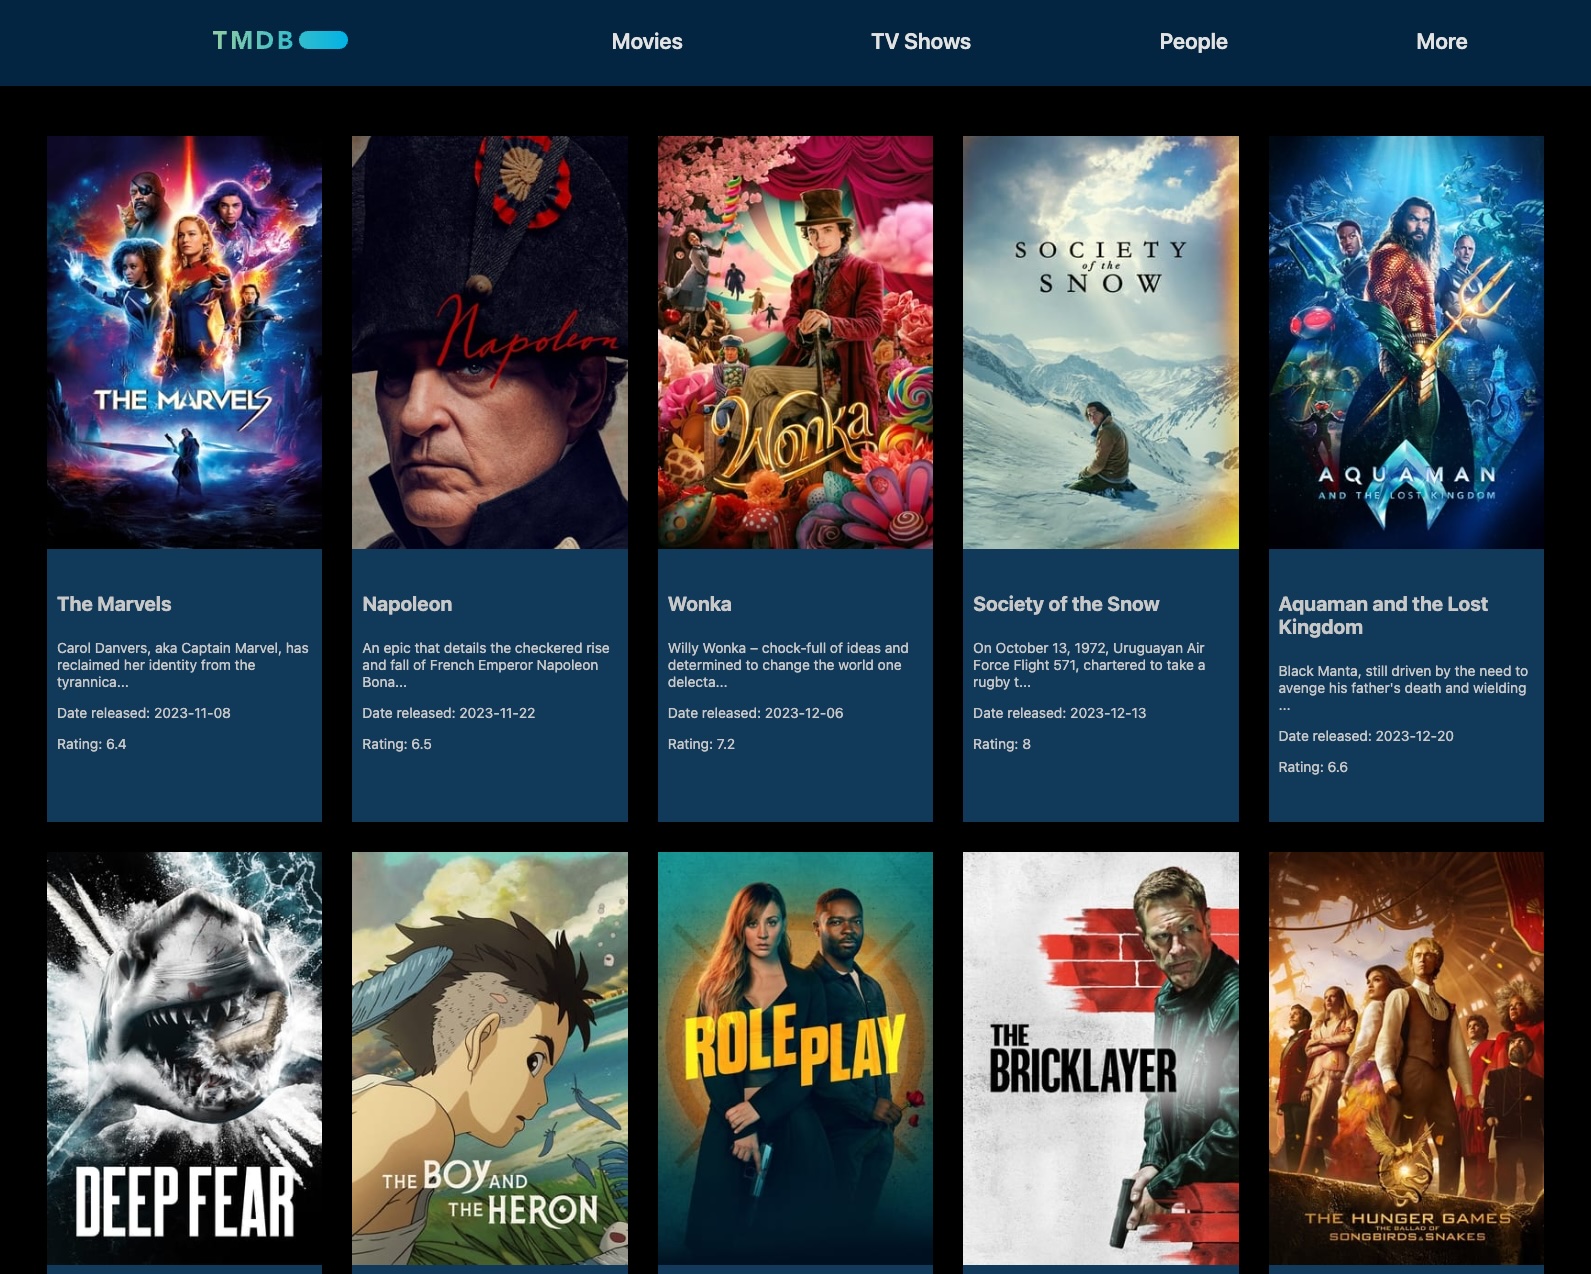 TMDB
Movies
TV Shows
People
More
THE MARVELS
Napoleon
Wonka
SOCIETY
of the
SNOW
AQUAMAN
AND THE LOST KINGDOM
The Marvels
Carol Danvers, aka Captain Marvel, has
reclaimed her identity from the
tyrannica...
Date released: 2023-11-08
Rating: 6.4
Napoleon
An epic that details the checkered rise
and fall of French Emperor Napoleon
Bona...
Date released: 2023-11-22
Rating: 6.5
Wonka
Willy Wonka – chock-full of ideas and
determined to change the world one
delecta...
Date released: 2023-12-06
Rating: 7.2
Society of the Snow
On October 13, 1972, Uruguayan Air
Force Flight 571, chartered to take a
rugby t...
Date released: 2023-12-13
Rating: 8
Aquaman and the Lost
Kingdom
Black Manta, still driven by the need to
avenge his father's death and wielding
...
Date released: 2023-12-20
Rating: 6.6
DEEP FEAR
THE BOY AND
THE HERON
ROLE PLAY
THE
BRICKLAYER
THE HUNGER GAMES
THE BALLAD OF
SONGBIRDS & SNAKES